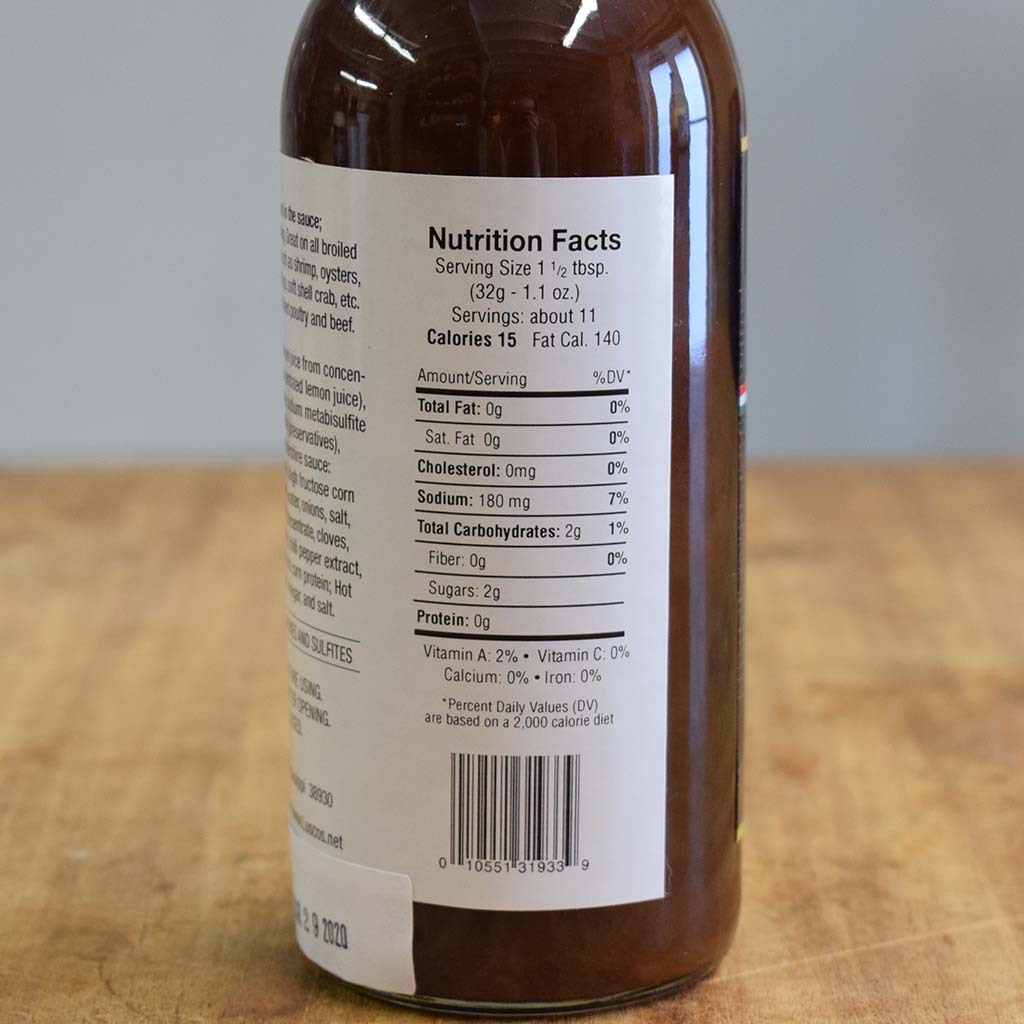 in the sauce;
Great on all broiled
as shrimp, oysters,
soft shell crab, etc.
poultry and beef.
juice from concen-
lemon juice),
metabisulfite
preservatives),
sauce:
high fructose corn
onions, salt,
cloves,
pepper extract,
corn protein; Hot
and salt.
AND SULFITES
USING.
OPENING.
38930
.net
2 9 2020
Nutrition Facts
Serving Size 1 1/2 tbsp.
(32g - 1.1 oz.)
Servings: about 11
Calories 15 Fat Cal. 140
Amount/Serving %DV*
Total Fat: 0g 0%
Sat. Fat 0g 0%
Cholesterol: 0mg 0%
Sodium: 180 mg 7%
Total Carbohydrates: 2g 1%
Fiber: 0g 0%
Sugars: 2g
Protein: 0g
Vitamin A: 2% • Vitamin C: 0%
Calcium: 0% • Iron: 0%
*Percent Daily Values (DV)
are based on a 2,000 calorie diet
0 10551 31933 9